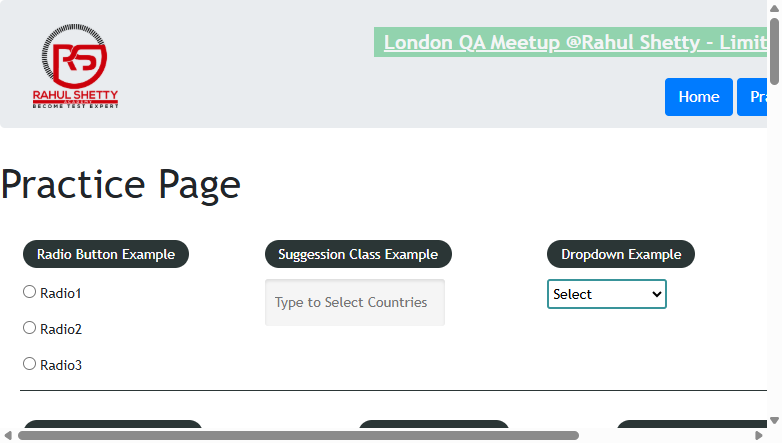 London QA Meetup @Rahul Shetty - Limit
RS
RAHUL SHETTY
ACADEMY
BECOME TEST EXPERT
Home
Pra
Practice Page
Radio Button Example
Suggession Class Example
Dropdown Example
Radio1
Type to Select Countries
Select
Radio2
Radio3